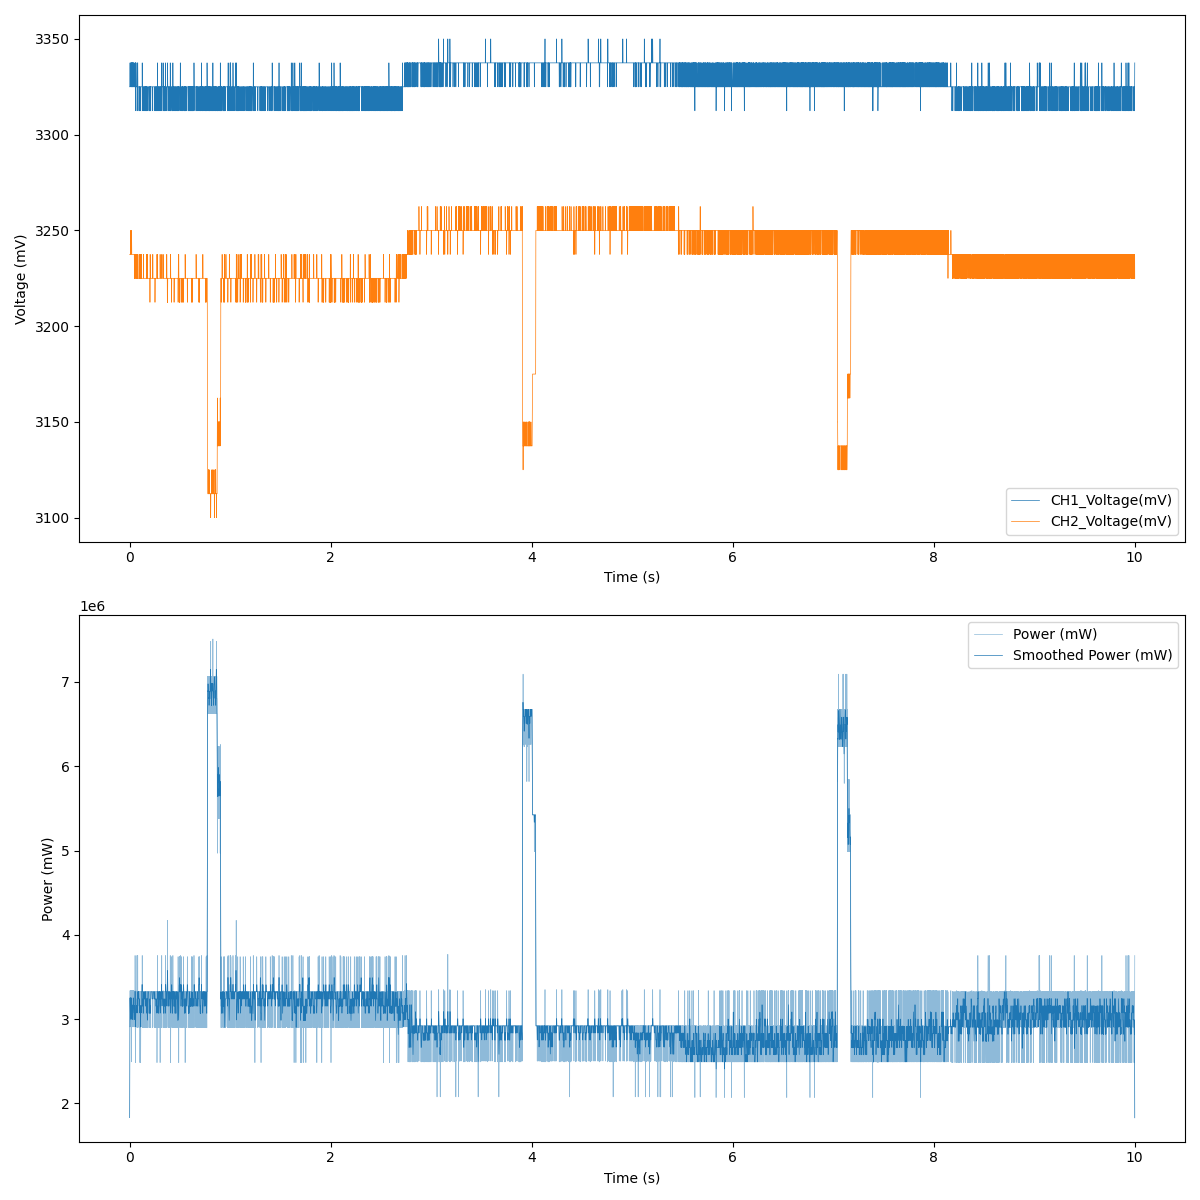 3350
3300
3250
3200
3150
3100
Voltage (mV)
CH1_Voltage(mV)
CH2_Voltage(mV)
0 2 4 6 8 10
Time (s)
1e6
Power (mW)
Smoothed Power (mW)
7
6
5
4
3
2
Power (mW)
0 2 4 6 8 10
Time (s)